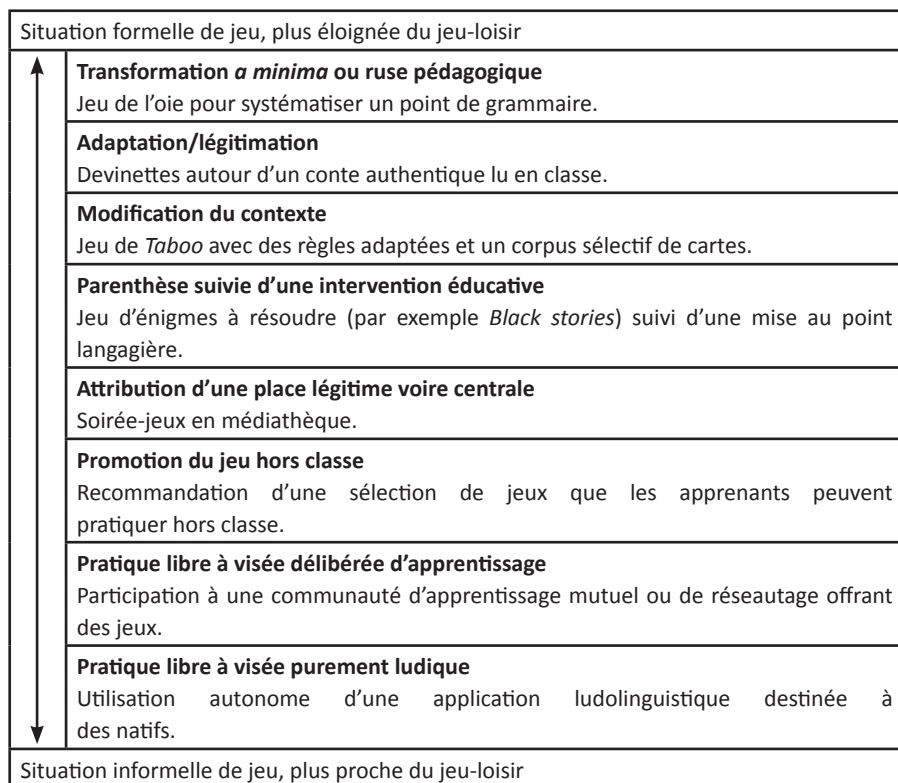 Situation formelle de jeu, plus éloignée du jeu-loisir
Transformation a minima ou ruse pédagogique
Jeu de l’oie pour systématiser un point de grammaire.
Adaptation/légitimation
Devinettes autour d’un conte authentique lu en classe.
Modification du contexte
Jeu de Taboo avec des règles adaptées et un corpus sélectif de cartes.
Parenthèse suivie d’une intervention éducative
Jeu d’énigmes à résoudre (par exemple Black stories) suivi d’une mise au point
langagière.
Attribution d’une place légitime voire centrale
Soirée-jeux en médiathèque.
Promotion du jeu hors classe
Recommandation d’une sélection de jeux que les apprenants peuvent
pratiquer hors classe.
Pratique libre à visée délibérée d’apprentissage
Participation à une communauté d’apprentissage mutuel ou de réseautage offrant
des jeux.
Pratique libre à visée purement ludique
Utilisation autonome d’une application ludolinguistique destinée à
des natifs.
Situation informelle de jeu, plus proche du jeu-loisir